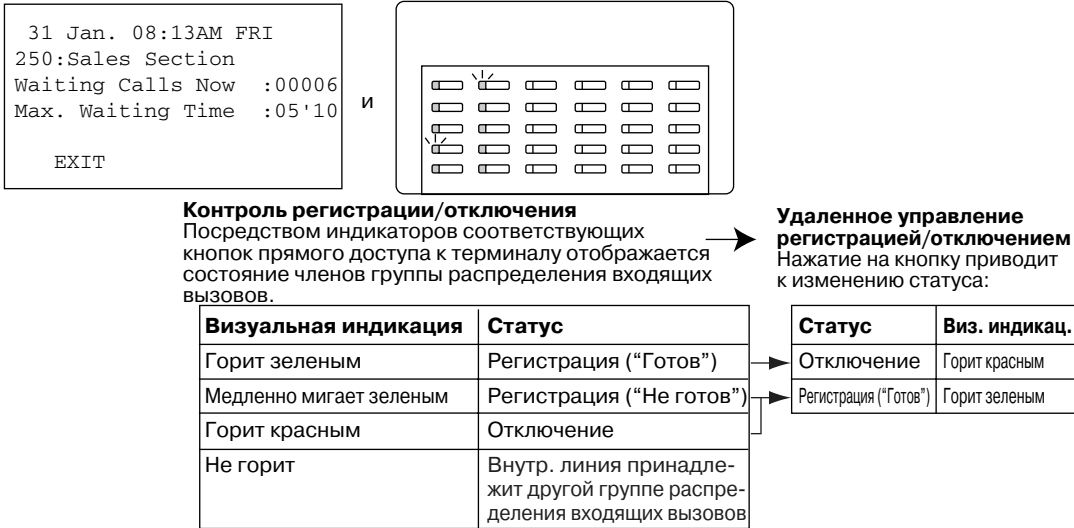 31 Jan. 08:13AM FRI
250:Sales Section
Waiting Calls Now :00006
Max. Waiting Time :05'10
EXIT
и
Контроль регистрации/отключения
Посредством индикаторов соответствующих
кнопок прямого доступа к терминалу отображается
состояние членов группы распределения входящих
вызовов.
Удаленное управление
регистрацией/отключением
Нажатие на кнопку приводит
к изменению статуса:
Визуальная индикация Статус
Горит зеленым Регистрация (“Готов”)
Медленно мигает зеленым Регистрация (“Не готов”)
Горит красным Отключение
Не горит Внутр. линия принадле-
жит другой группе распре-
деления входящих вызовов
Статус Виз. индикац.
Отключение Горит красным
Регистрация (“Готов”) Горит зеленым